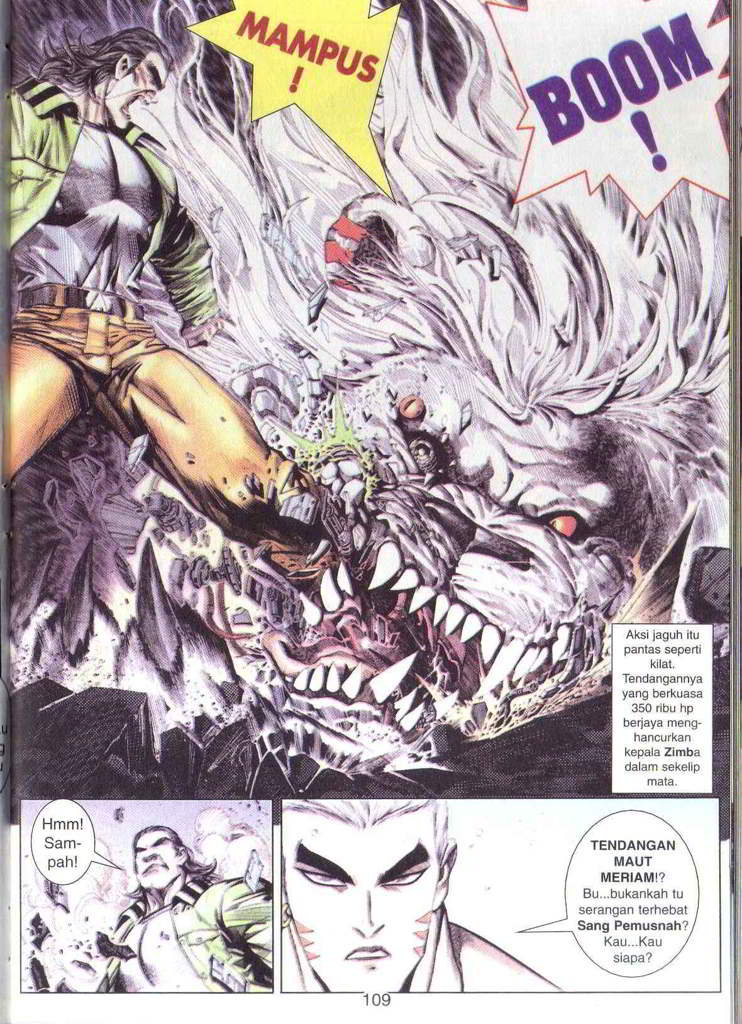 MAMPUS
!
BOOM
!
Aksi jaguh itu
pantas seperti
kilat.
Tendangannya
yang berkuasa
350 ribu hp
berjaya meng-
hancurkan
kepala Zimba
dalam sekelip
mata.
Hmm!
Sam-
pah!
TENDANGAN
MAUT
MERIAM!?
Bu...bukankah tu
serangan terhebat
Sang Pemusnah?
Kau...Kau
siapa?
109